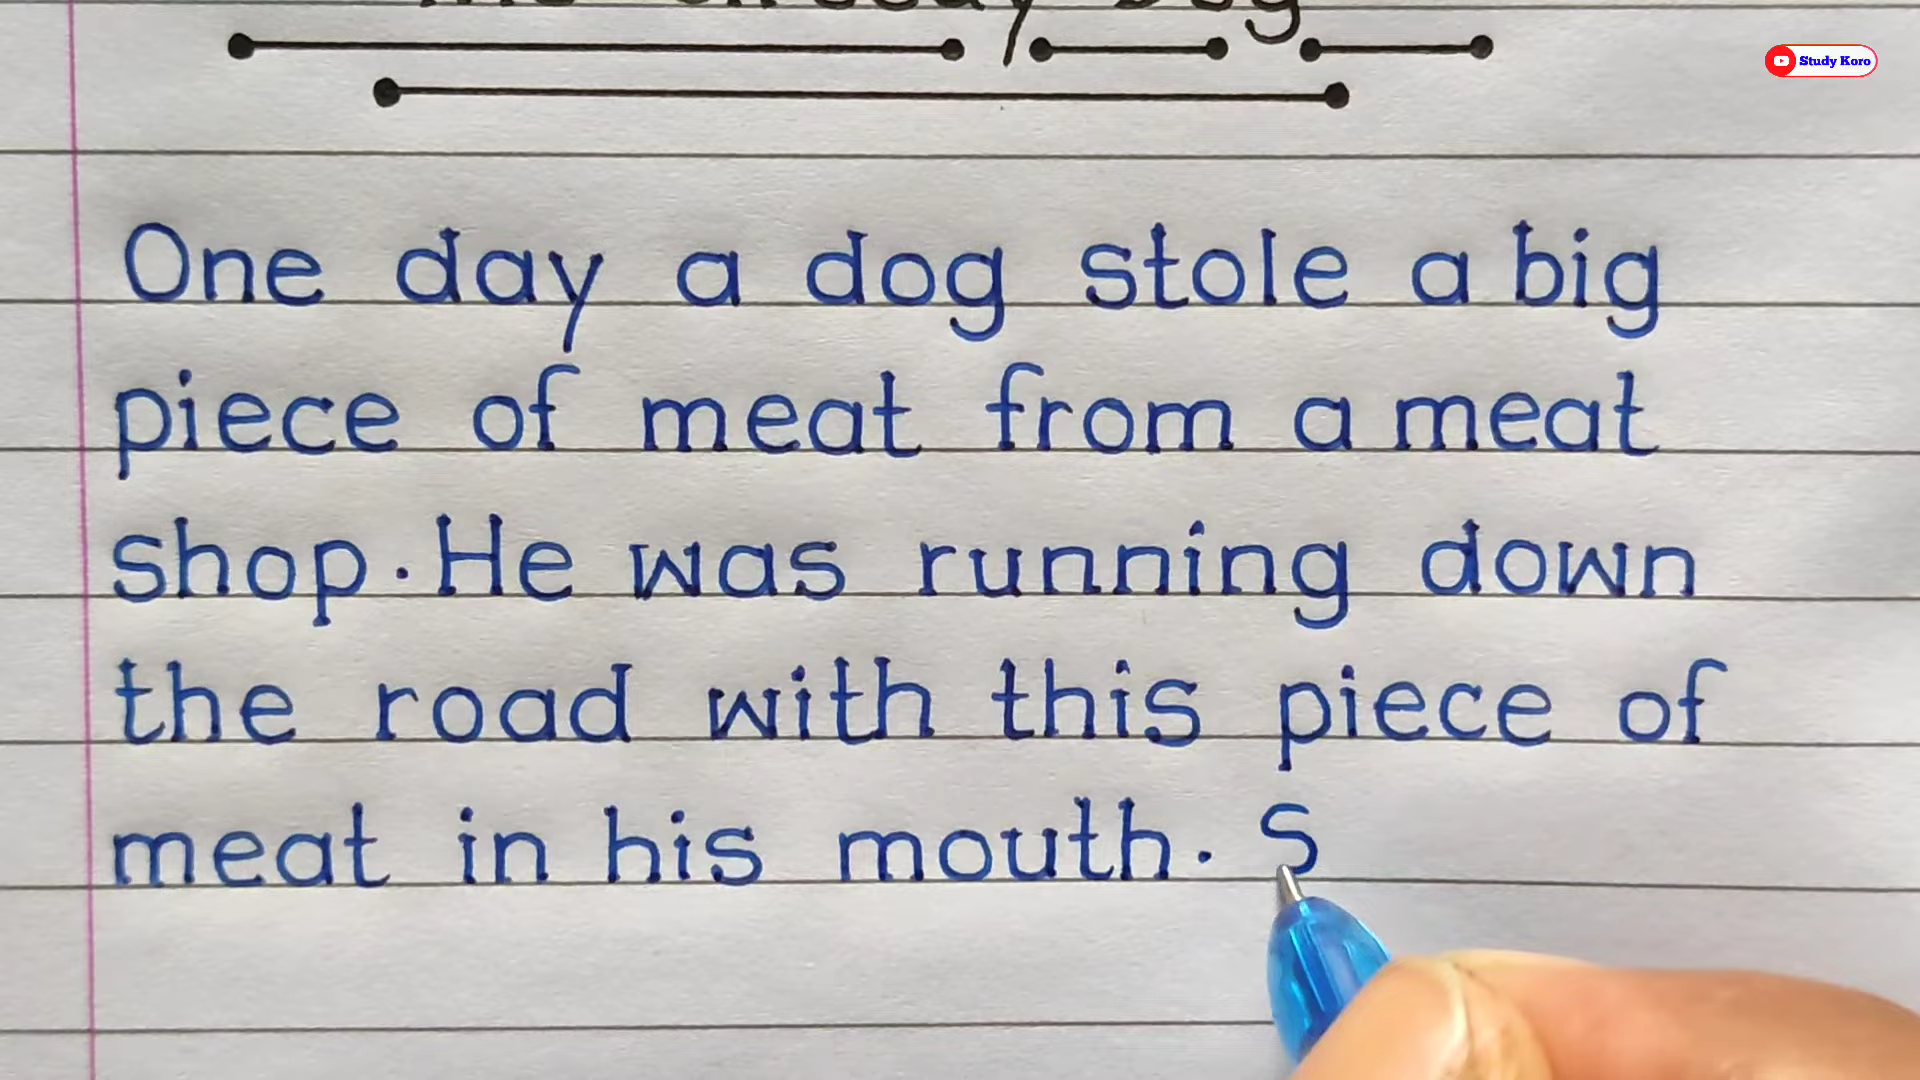 Dog
Study Koro
One day a dog stole a big
piece of meat from a meat
shop. He was running down
the road with this piece of
meat in his mouth. S